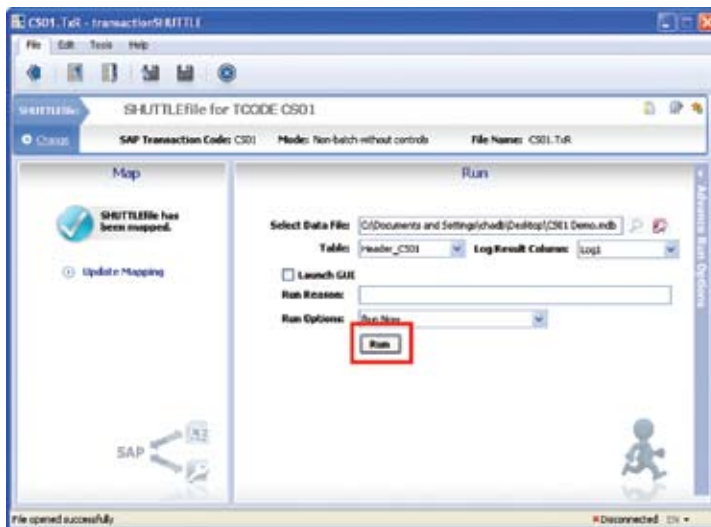 CS01.TxR - transactionSHUTTLE
File Edit Tools Help
SHUTTLEfile SHUTTLEfile for TCODE CS01
Change SAP Transaction Code: CS01 Mode: Non-batch without controls File Name: CS01.TxR
Map
SHUTTLEfile has
been mapped.
Update Mapping
SAP
Run
Select Data File: C:\Documents and Settings\chadb\Desktop\CS01 Demo.mdb
Table: Header_CS01 Log/Result Column: Log1
Launch GUI
Run Reason:
Run Options: Run Now
Run
Advance Run Options
File opened successfully Disconnected EN